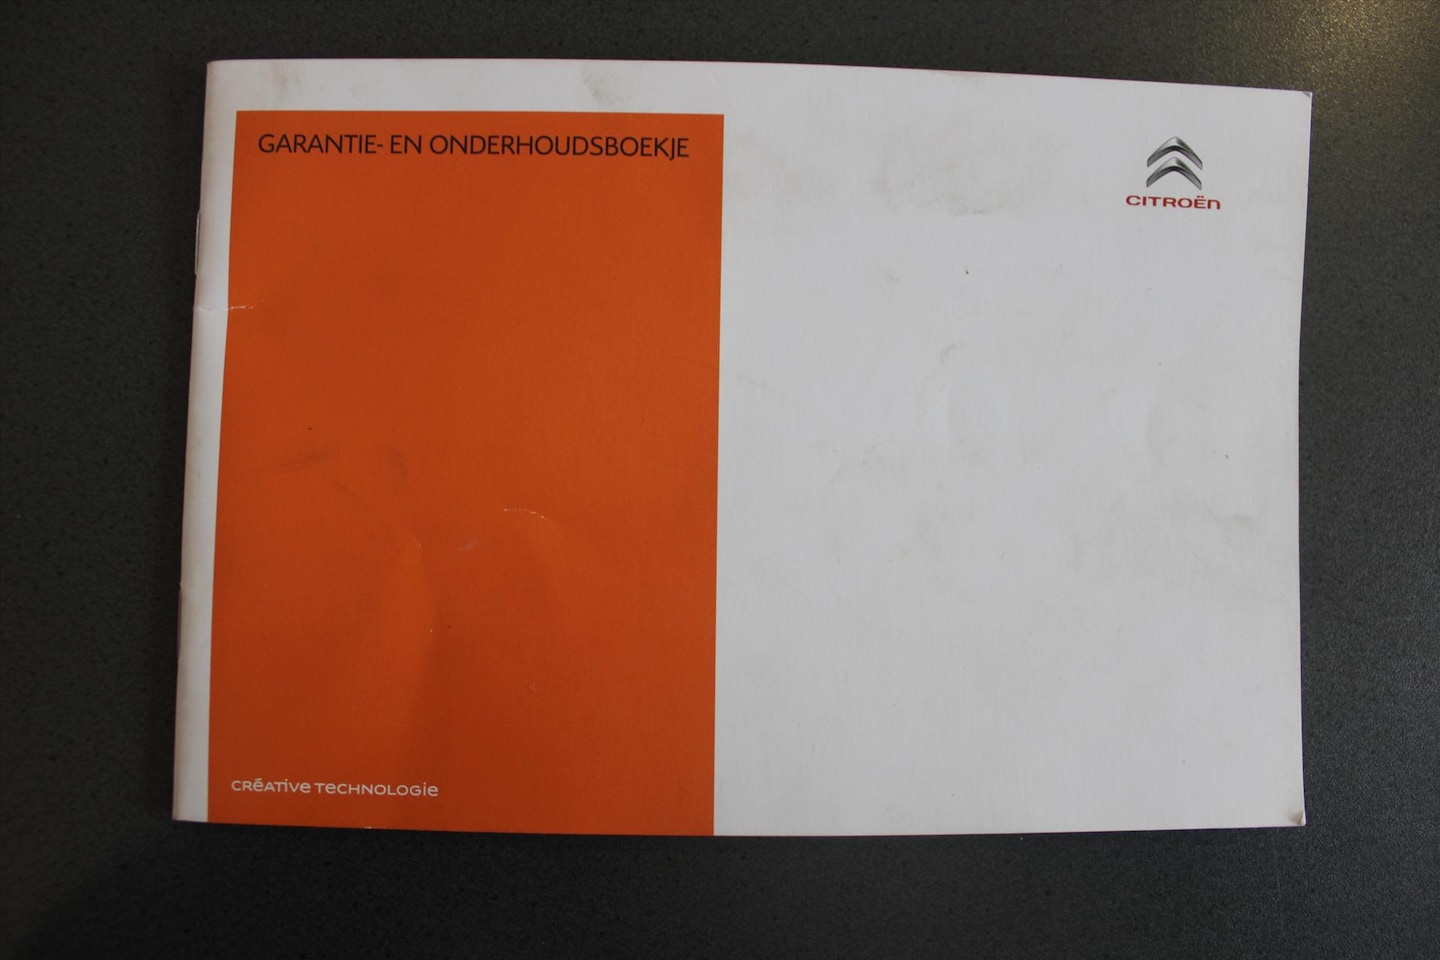 GARANTIE- EN ONDERHOUDSBOEKJE
CITROËN
CRÉATIVE TECHNOLOGIE